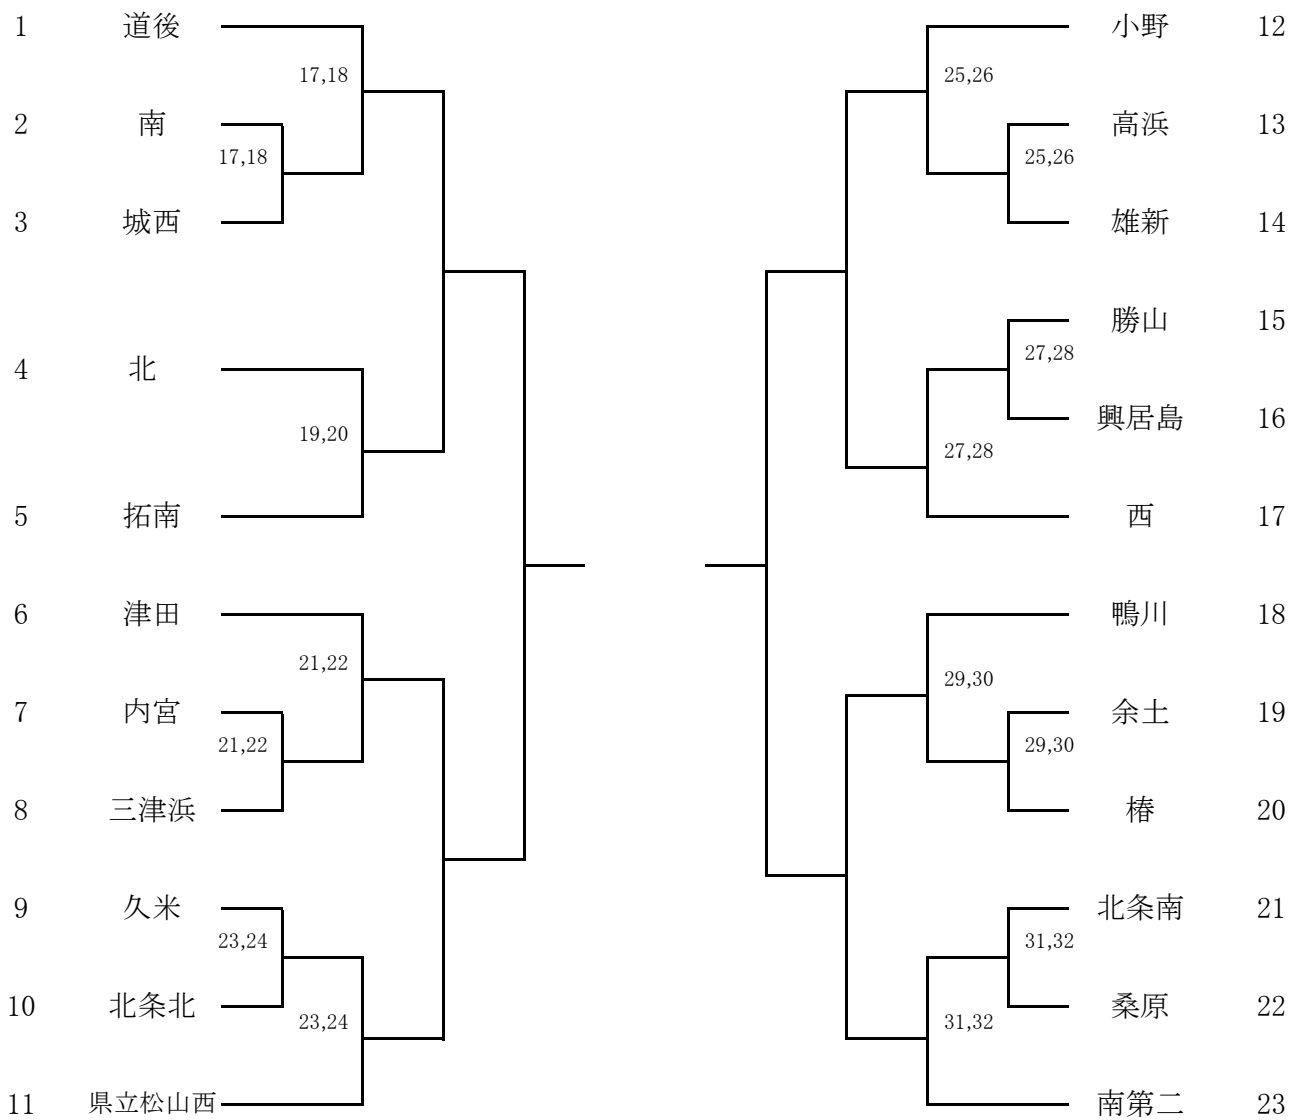 1 道後
17,18
2 南
17,18
3 城西
4 北
19,20
5 拓南
6 津田
21,22
7 内宮
21,22
8 三津浜
9 久米
23,24
10 北条北
23,24
11 県立松山西
小野 12
25,26
高浜 13
25,26
雄新 14
勝山 15
27,28
興居島 16
27,28
西 17
鴨川 18
29,30
余土 19
29,30
椿 20
北条南 21
31,32
桑原 22
31,32
南第二 23